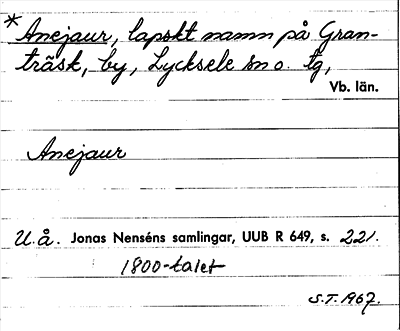 * Anejaur, lapskt namn på Gran-
träsk, by, Lycksele sn o. tg,
Vb. län.
Anejaur
U.å. Jonas Nenséns samlingar, UUB R 649, s. 221.
1800-talet
S.T. 1967.